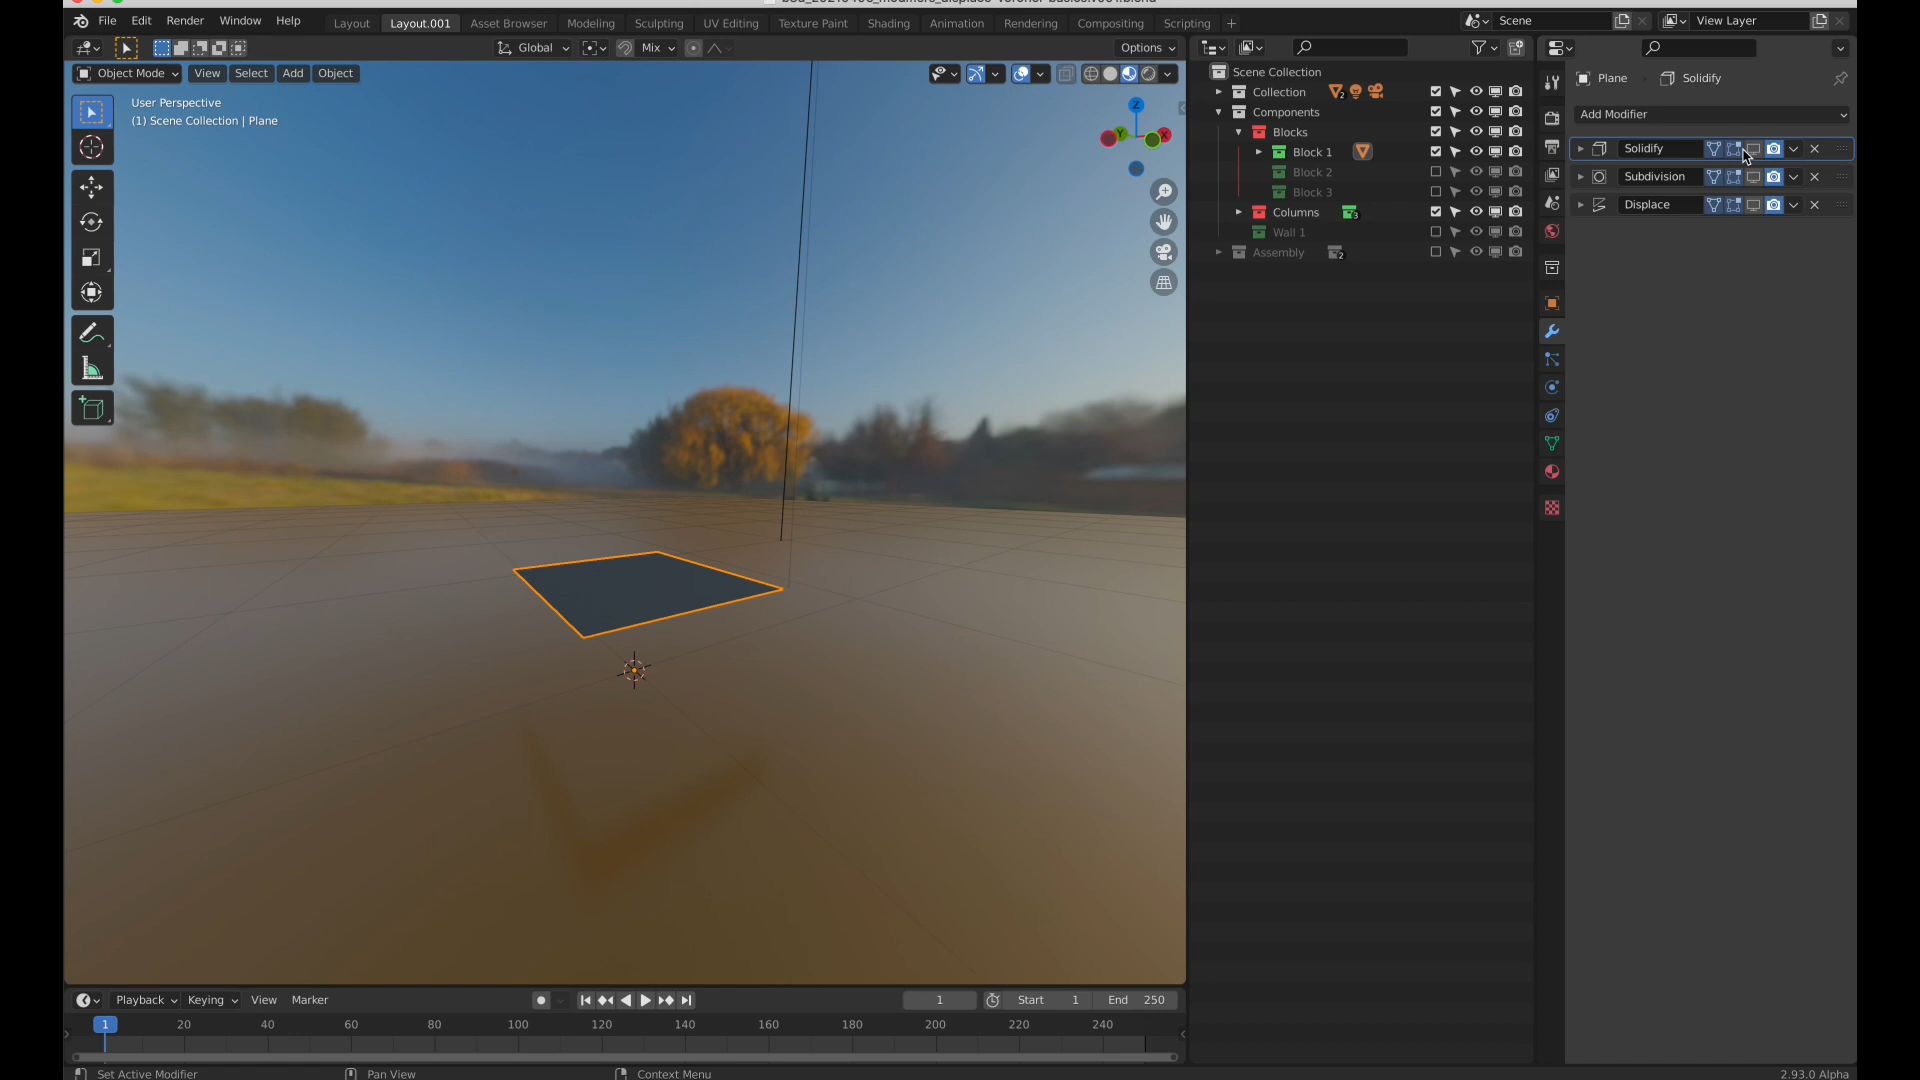 File Edit Render Window Help
Layout Layout.001 Asset Browser Modeling Sculpting UV Editing Texture Paint Shading Animation Rendering Compositing Scripting +
Scene
View Layer
Global
Mix
Options
Object Mode View Select Add Object
User Perspective
(1) Scene Collection | Plane
Z
Y
X
Scene Collection
Collection 2
Components
Blocks
Block 1
Block 2
Block 3
Columns 3
Wall 1
Assembly 2
Plane Solidify
Add Modifier
Solidify
Subdivision
Displace
Playback Keying View Marker
1
Start 1 End 250
1 20 40 60 80 100 120 140 160 180 200 220 240
Set Active Modifier Pan View Context Menu 2.93.0 Alpha